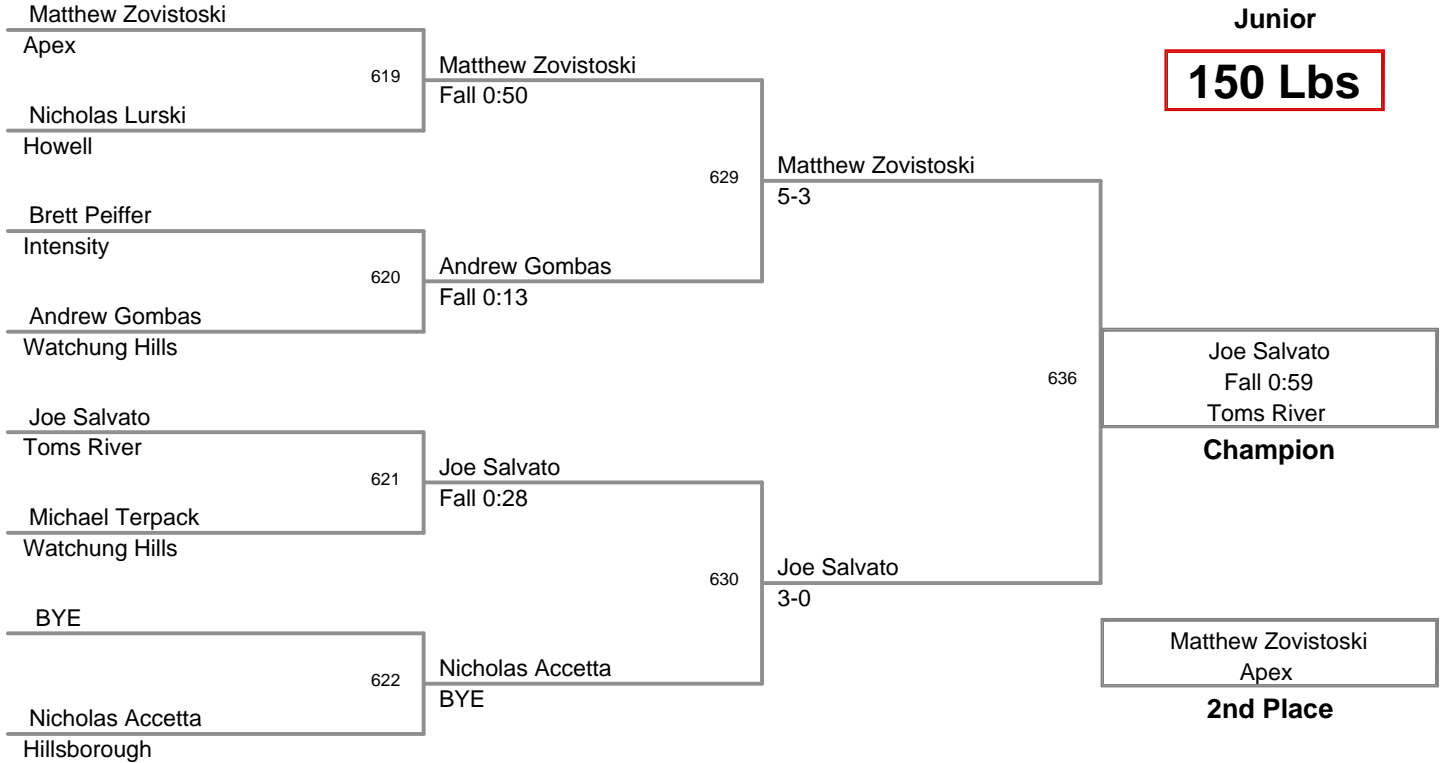 Matthew Zovistoski
Apex
619
Nicholas Lurski
Howell
Brett Peiffer
Intensity
620
Andrew Gombas
Watchung Hills
Joe Salvato
Toms River
621
Michael Terpack
Watchung Hills
BYE
622
Nicholas Accetta
Hillsborough
Matthew Zovistoski
Fall 0:50
629
Andrew Gombas
Fall 0:13
Joe Salvato
Fall 0:28
630
Nicholas Accetta
BYE
Matthew Zovistoski
5-3
636
Joe Salvato
3-0
Junior
150 Lbs
Joe Salvato
Fall 0:59
Toms River
Champion
Matthew Zovistoski
Apex
2nd Place